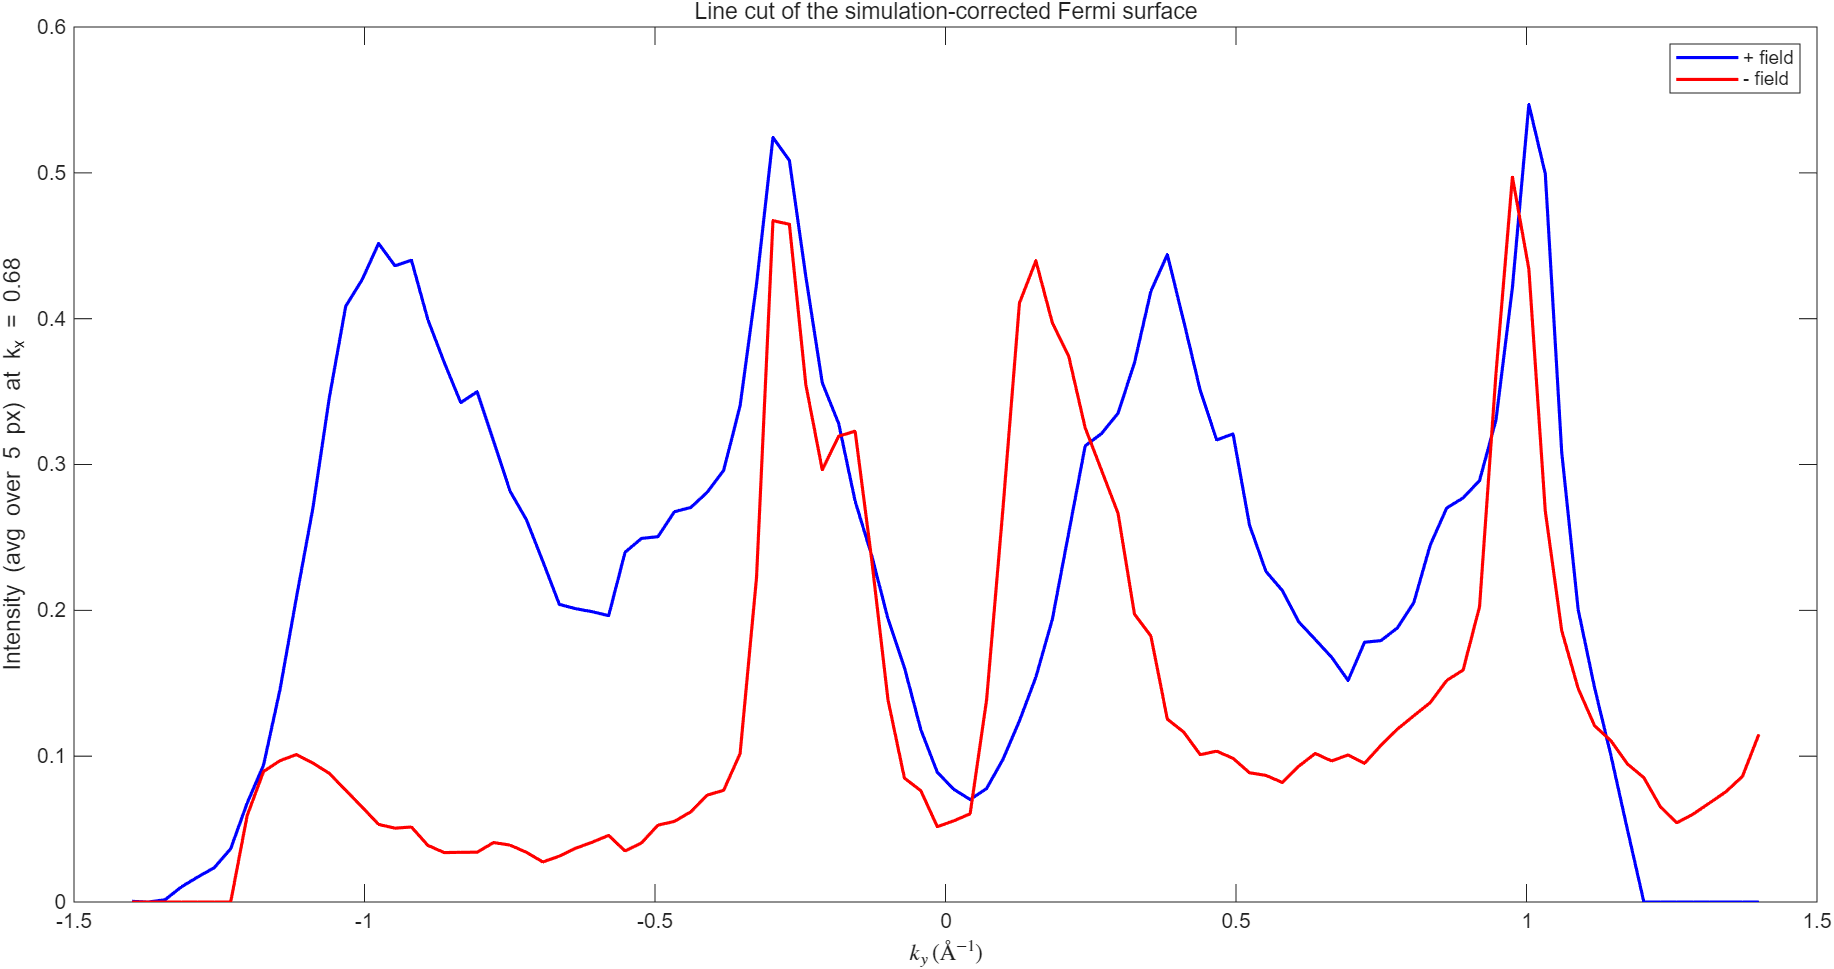 Line cut of the simulation-corrected Fermi surface
0.6
0.5
0.4
0.3
0.2
0.1
0
Intensity (avg over 5 px) at kₓ = 0.68
+ field
- field
-1.5 -1 -0.5 0 0.5 1 1.5
k_y (Å⁻¹)